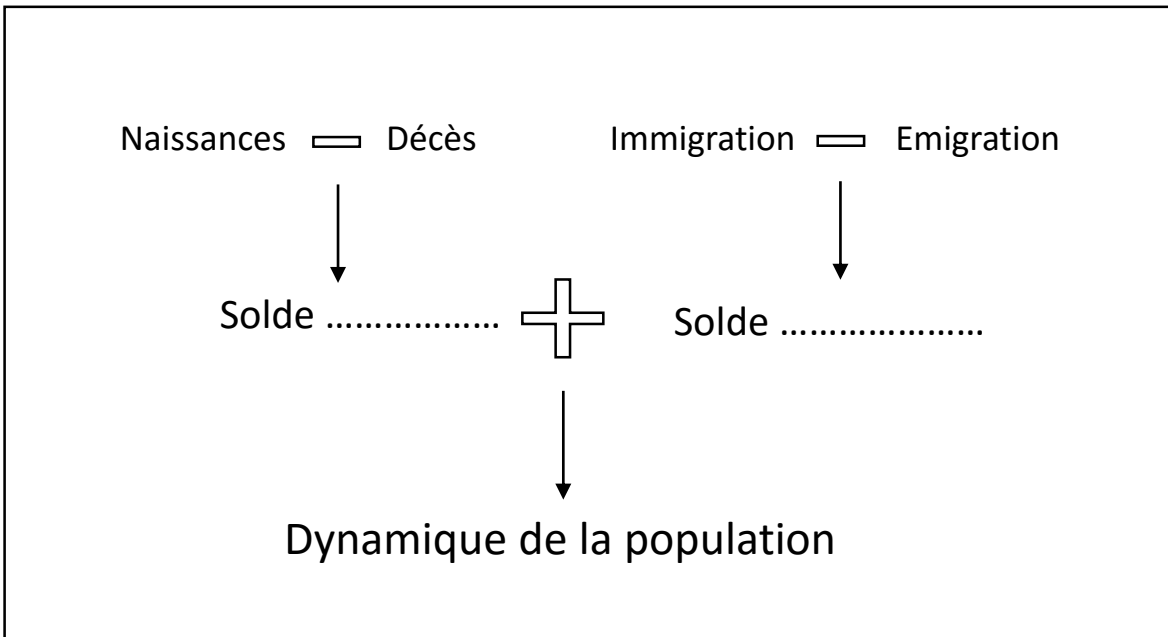 Naissances Décès Immigration Emigration
Solde ………………. Solde …………………
Dynamique de la population